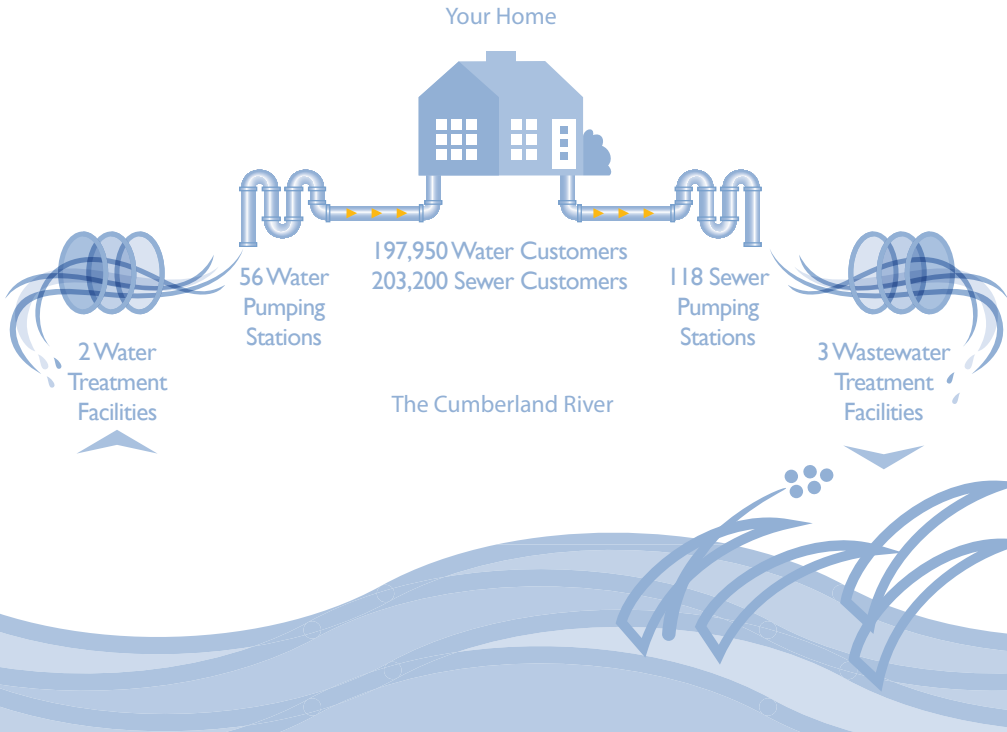 Your Home
197,950 Water Customers
203,200 Sewer Customers
56 Water
Pumping
Stations
118 Sewer
Pumping
Stations
2 Water
Treatment
Facilities
3 Wastewater
Treatment
Facilities
The Cumberland River